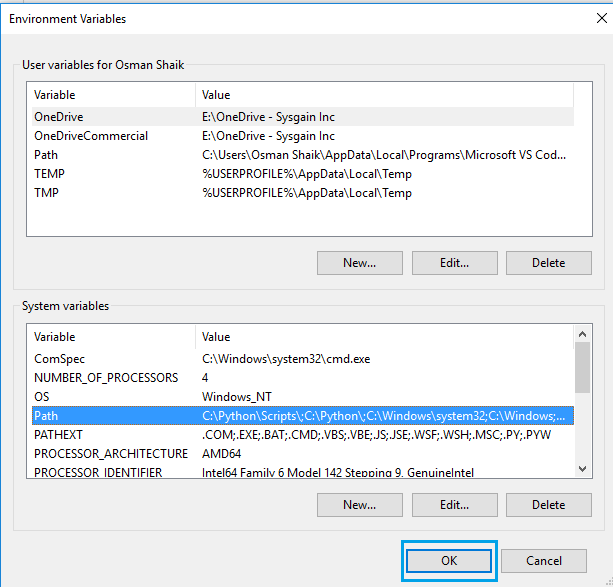 Environment Variables
User variables for Osman Shaik
Variable Value
OneDrive E:\OneDrive - Sysgain Inc
OneDriveCommercial E:\OneDrive - Sysgain Inc
Path C:\Users\Osman Shaik\AppData\Local\Programs\Microsoft VS Cod...
TEMP %USERPROFILE%\AppData\Local\Temp
TMP %USERPROFILE%\AppData\Local\Temp
New... Edit... Delete
System variables
Variable Value
ComSpec C:\Windows\system32\cmd.exe
NUMBER_OF_PROCESSORS 4
OS Windows_NT
Path C:\Python\Scripts\;C:\Python\;C:\Windows\system32;C:\Windows;...
PATHEXT .COM;.EXE;.BAT;.CMD;.VBS;.VBE;.JS;.JSE;.WSF;.WSH;.MSC;.PY;.PYW
PROCESSOR_ARCHITECTURE AMD64
PROCESSOR_IDENTIFIER Intel64 Family 6 Model 142 Stepping 9, GenuineIntel
New... Edit... Delete
OK Cancel